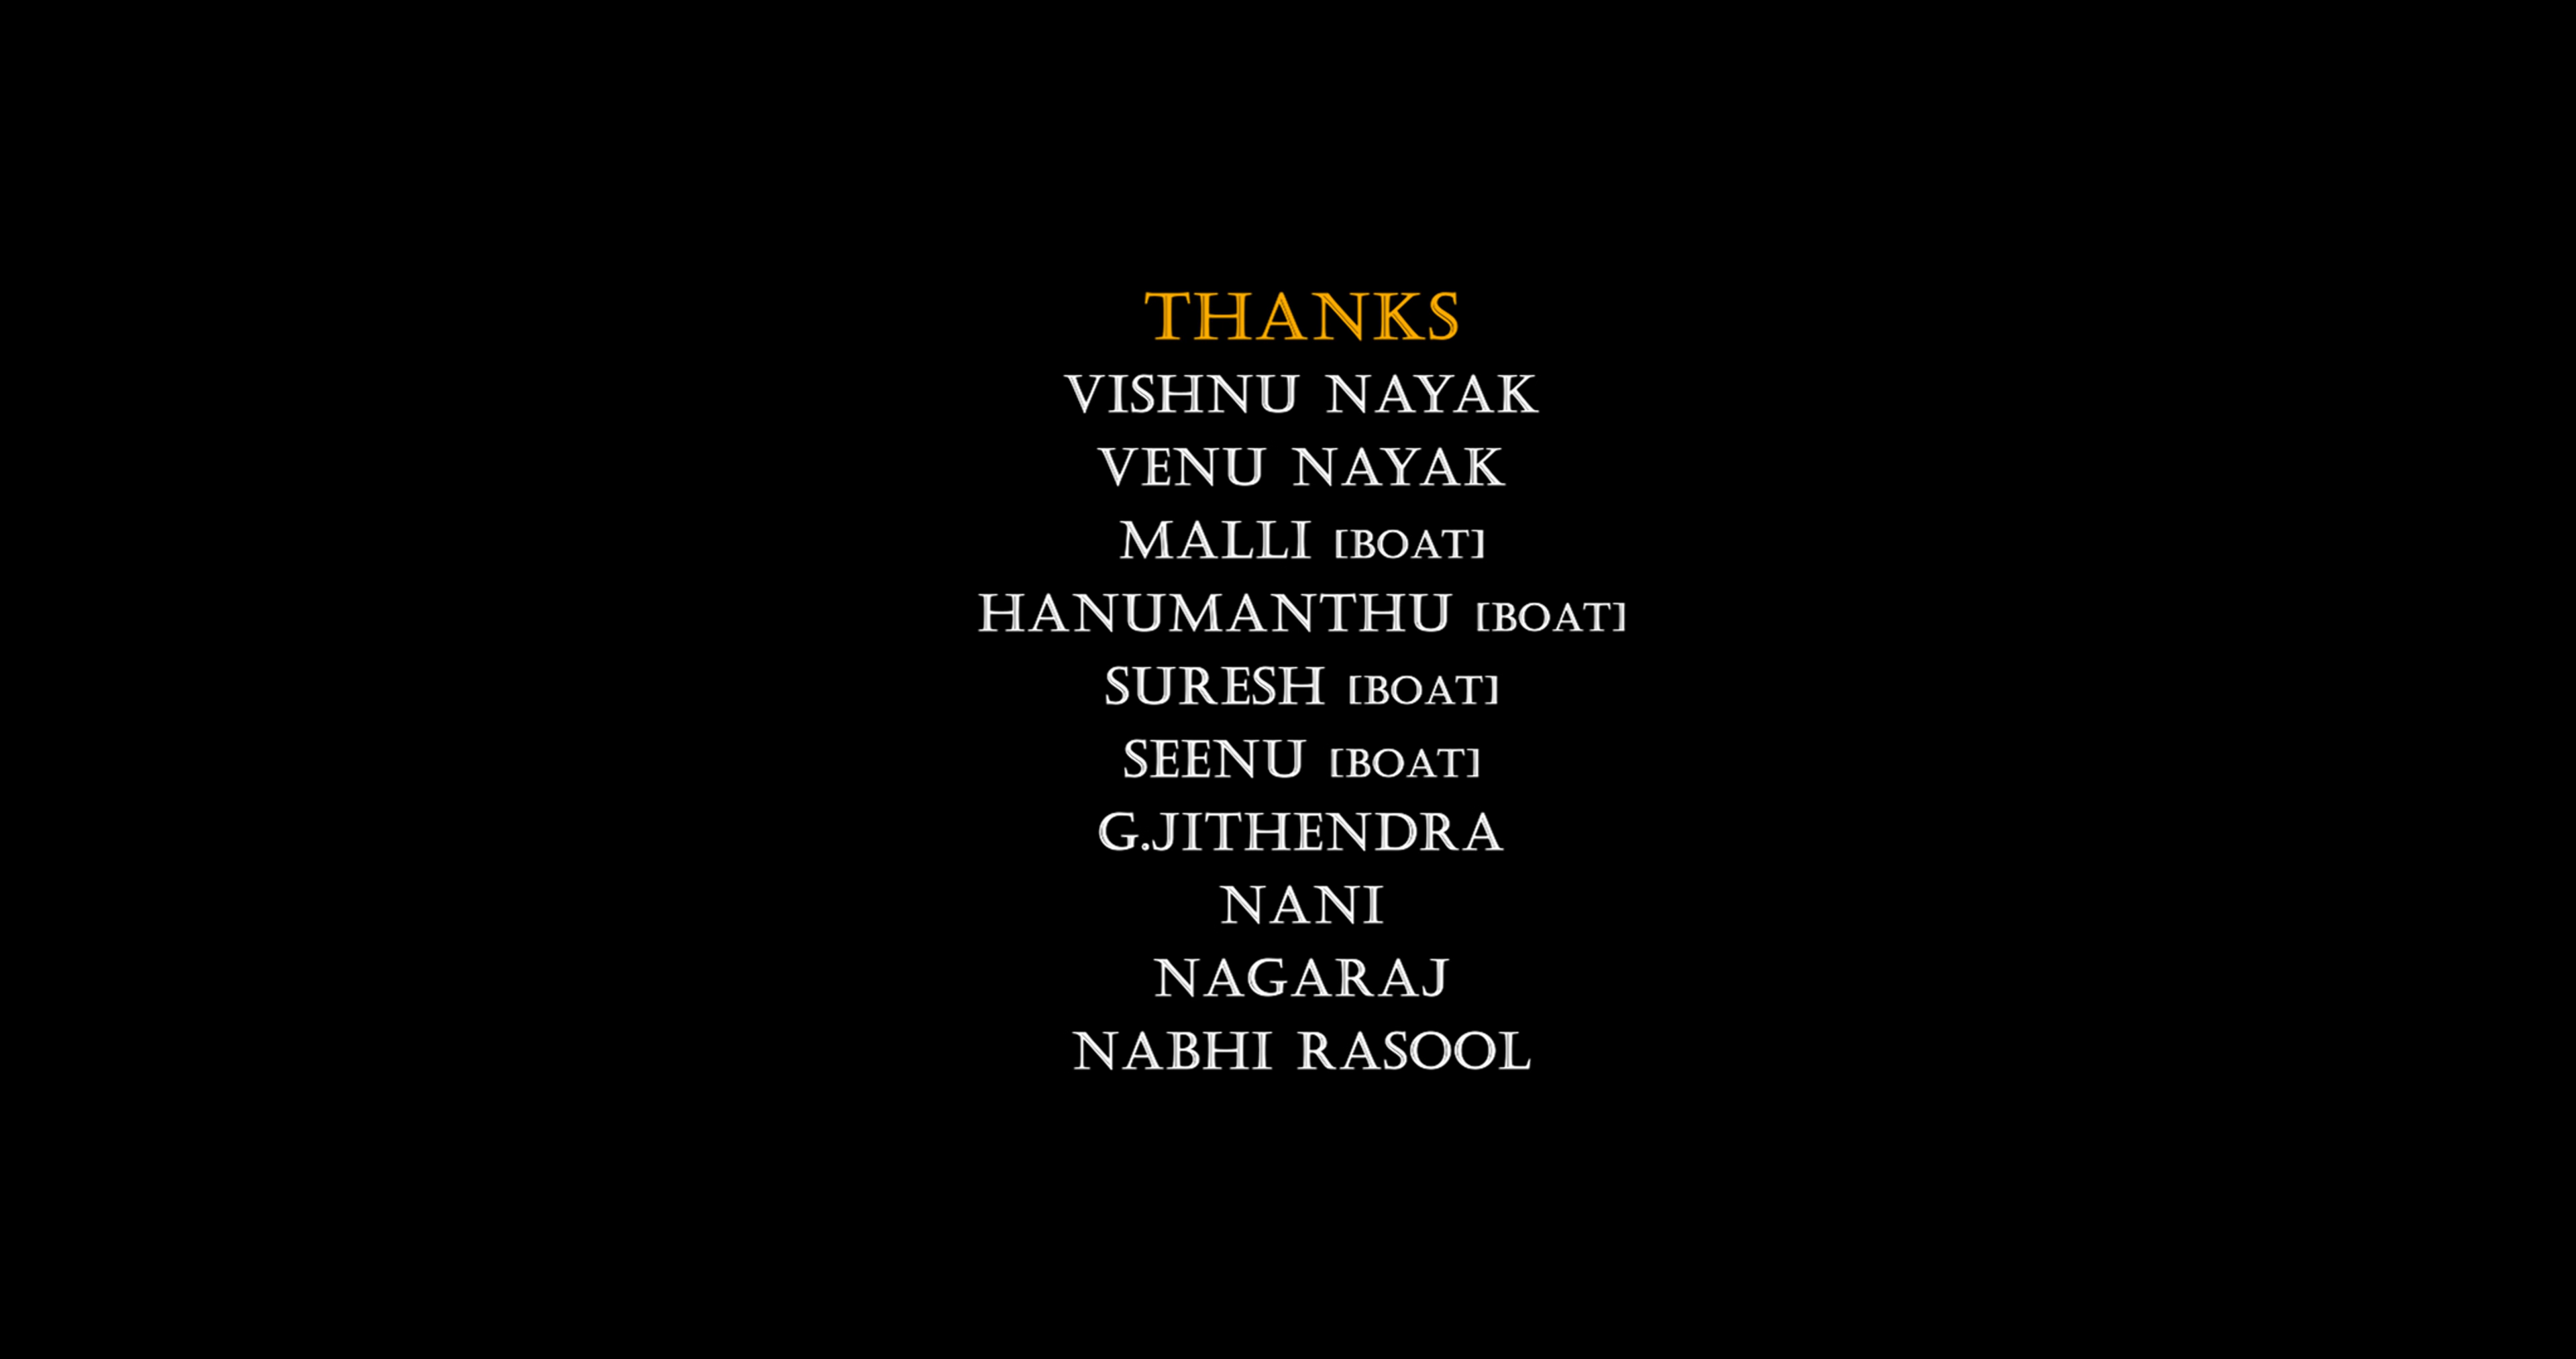 THANKS
VISHNU NAYAK
VENU NAYAK
MALLI [BOAT]
HANUMANTHU [BOAT]
SURESH [BOAT]
SEENU [BOAT]
G.JITHENDRA
NANI
NAGARAJ
NABHI RASOOL